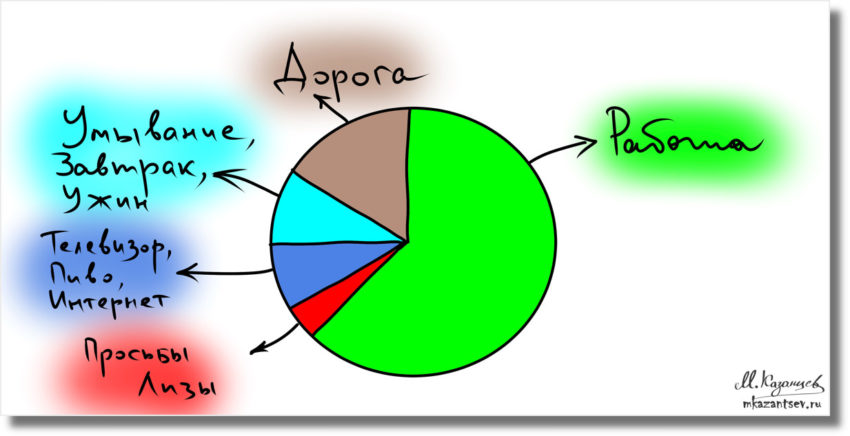 Дорога
Работа
Умывание,
Завтрак,
Ужин
Телевизор,
Пиво,
Интернет
Просьбы
Лизы
М. Казанцев
mkazantsev.ru